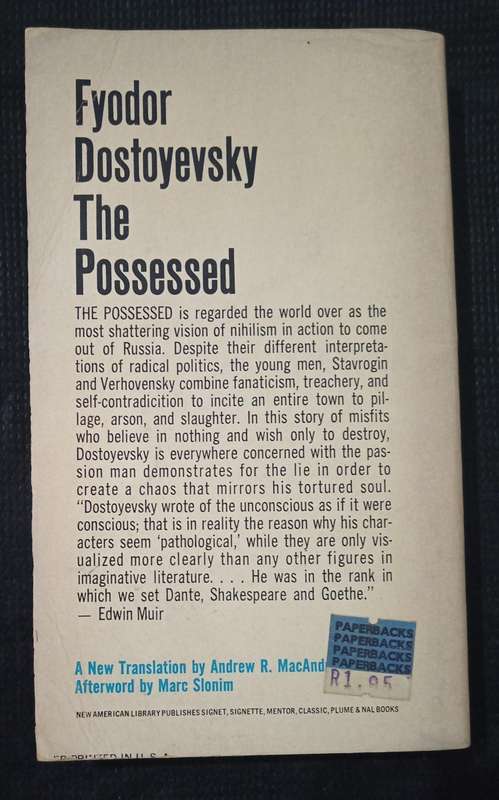 Fyodor
Dostoyevsky
The
Possessed
THE POSSESSED is regarded the world over as the
most shattering vision of nihilism in action to come
out of Russia. Despite their different interpreta-
tions of radical politics, the young men, Stavrogin
and Verhovensky combine fanaticism, treachery, and
self-contradicition to incite an entire town to pil-
lage, arson, and slaughter. In this story of misfits
who believe in nothing and wish only to destroy,
Dostoyevsky is everywhere concerned with the pas-
sion man demonstrates for the lie in order to
create a chaos that mirrors his tortured soul.
“Dostoyevsky wrote of the unconscious as if it were
conscious; that is in reality the reason why his char-
acters seem ‘pathological,’ while they are only vis-
ualized more clearly than any other figures in
imaginative literature. . . . He was in the rank in
which we set Dante, Shakespeare and Goethe.”
— Edwin Muir
PAPERBACKS
PAPERBACKS
PAPERBACKS
PAPERBACKS
R1.95
A New Translation by Andrew R. MacAnd
Afterword by Marc Slonim
NEW AMERICAN LIBRARY PUBLISHES SIGNET, SIGNETTE, MENTOR, CLASSIC, PLUME & NAL BOOKS
IN U. S. A.